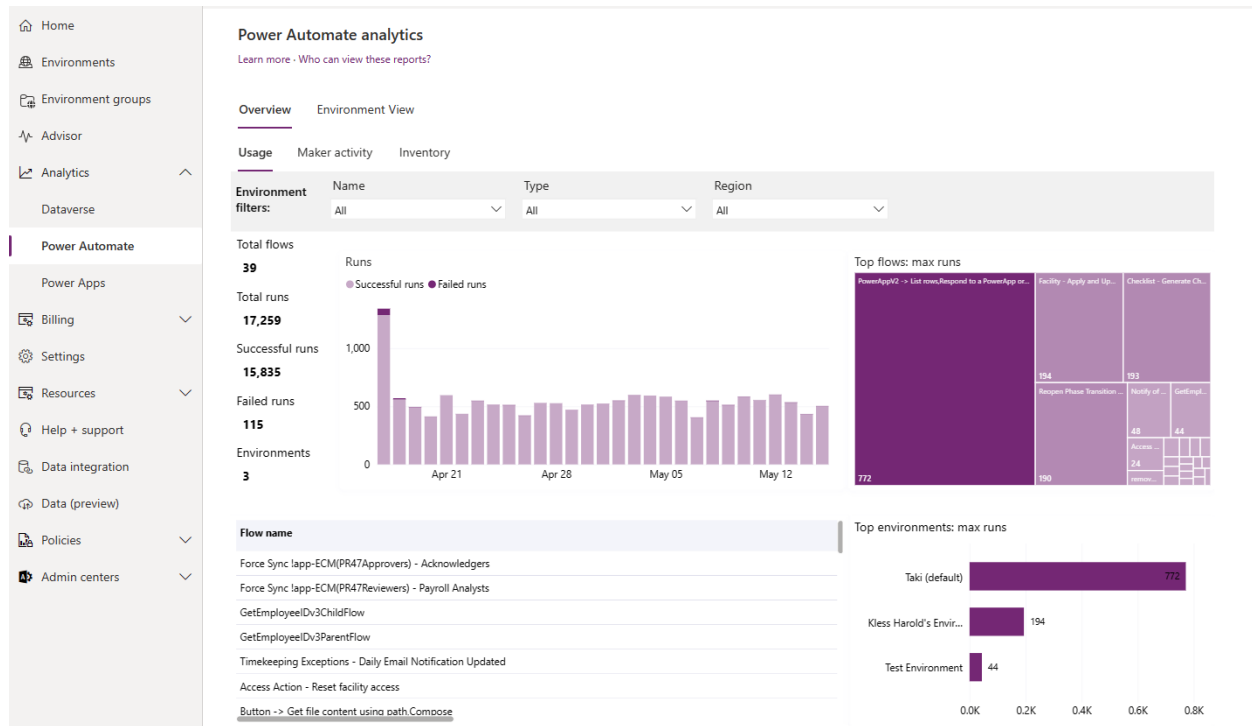 Home
Environments
Environment groups
Advisor
Analytics
Dataverse
Power Automate
Power Apps
Billing
Settings
Resources
Help + support
Data integration
Data (preview)
Policies
Admin centers
Power Automate analytics
Learn more · Who can view these reports?
Overview Environment View
Usage Maker activity Inventory
Environment filters:
Name Type Region
All All All
Total flows
39
Total runs
17,259
Successful runs
15,835
Failed runs
115
Environments
3
Runs
Successful runs Failed runs
1,000
500
0
Apr 21 Apr 28 May 05 May 12
Top flows: max runs
PowerAppV2 -> List rows,Respond to a PowerApp or...
772
Facility - Apply and Up...
194
Checklist - Generate Ch...
193
Reopen Phase Transition ...
190
Notify of ...
48
GetEmpl...
44
Access ...
24
Flow name
Force Sync !app-ECM(PR47Approvers) - Acknowledgers
Force Sync !app-ECM(PR47Reviewers) - Payroll Analysts
GetEmployeeIDv3ChildFlow
GetEmployeeIDv3ParentFlow
Timekeeping Exceptions - Daily Email Notification Updated
Access Action - Reset facility access
Button -> Get file content using path,Compose
Top environments: max runs
Taki (default) 772
Kless Harold's Envir... 194
Test Environment 44
0.0K 0.2K 0.4K 0.6K 0.8K